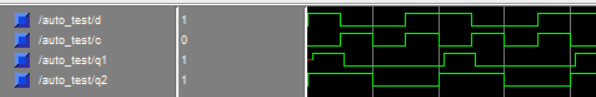 /auto_test/d 1
/auto_test/c 0
/auto_test/q1 1
/auto_test/q2 1